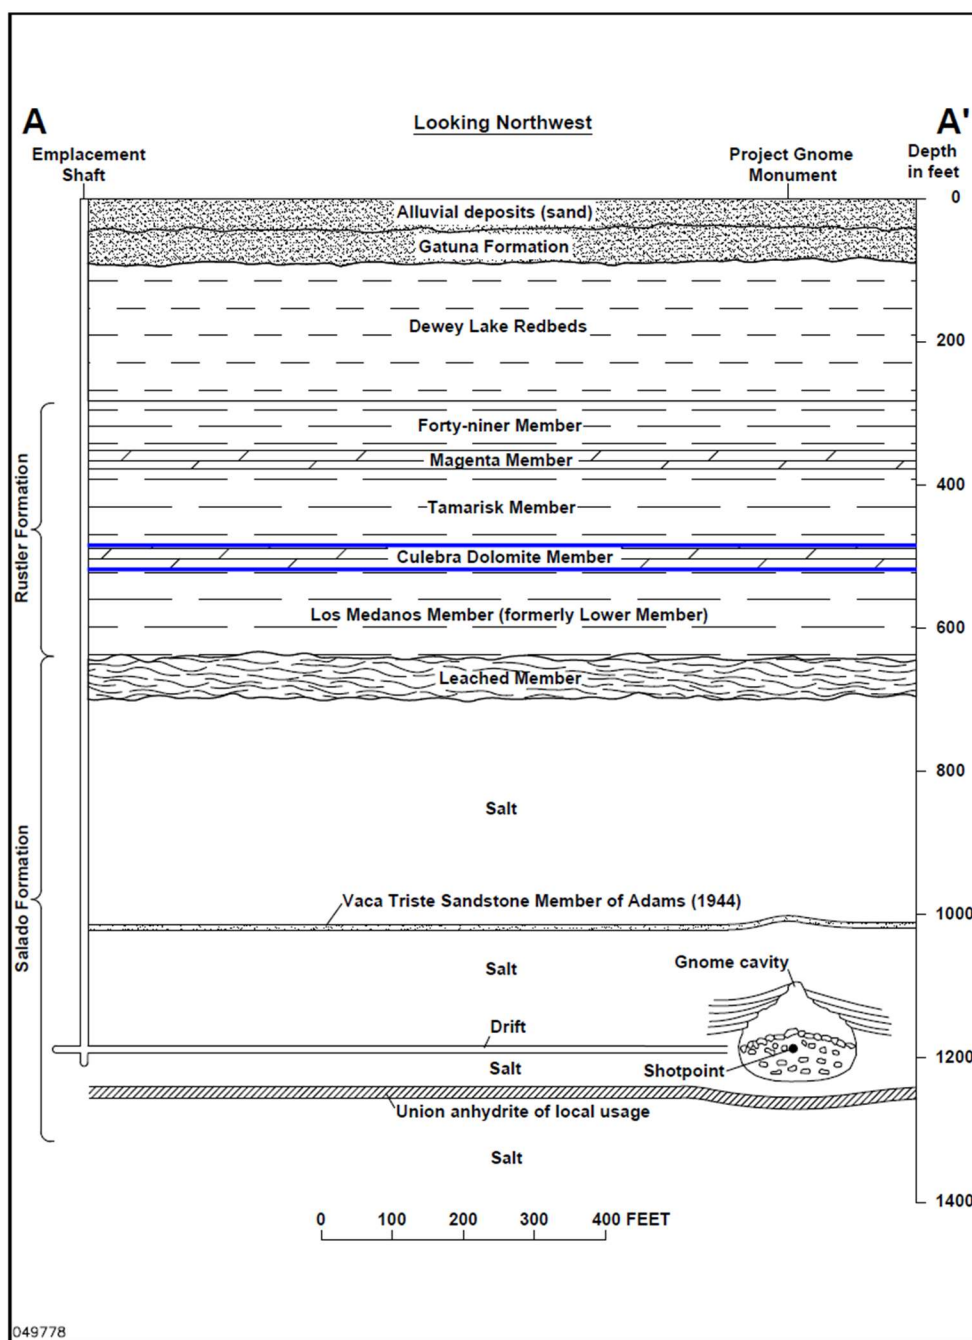 Looking Northwest
A
A'
Emplacement
Shaft
Project Gnome
Monument
Depth
in feet
0
Alluvial deposits (sand)
Gatuna Formation
Dewey Lake Redbeds
200
Rustler Formation
Forty-niner Member
Magenta Member
400
Tamarisk Member
Culebra Dolomite Member
Los Medanos Member (formerly Lower Member)
600
Leached Member
800
Salt
Salado Formation
Vaca Triste Sandstone Member of Adams (1944)
1000
Salt
Gnome cavity
Drift
1200
Salt
Shotpoint
Union anhydrite of local usage
Salt
1400
0 100 200 400 FEET
049778